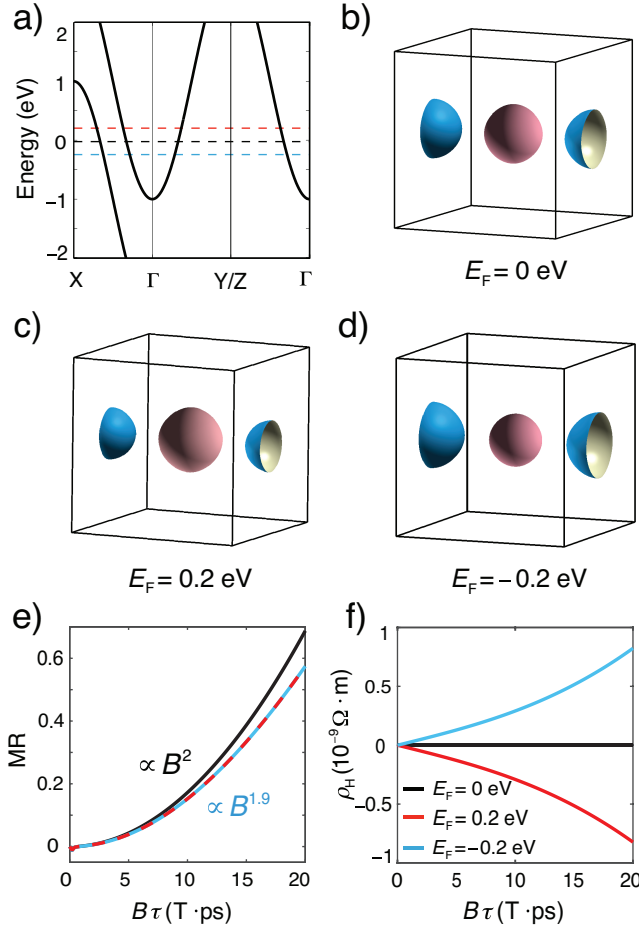 a)
2
1
0
−1
−2
Energy (eV)
X Γ Y/Z Γ
b)
E_F = 0 eV
c)
E_F = 0.2 eV
d)
E_F = −0.2 eV
e)
0.6
0.4
0.2
0
MR
∝ B^2
∝ B^1.9
0 10 15 20
Bτ (T·ps)
f)
1
0.5
0
−0.5
−1
ρ_H (10^−9 Ω·m)
E_F = 0 eV
E_F = 0.2 eV
E_F = −0.2 eV
0 10 15 20
Bτ (T·ps)